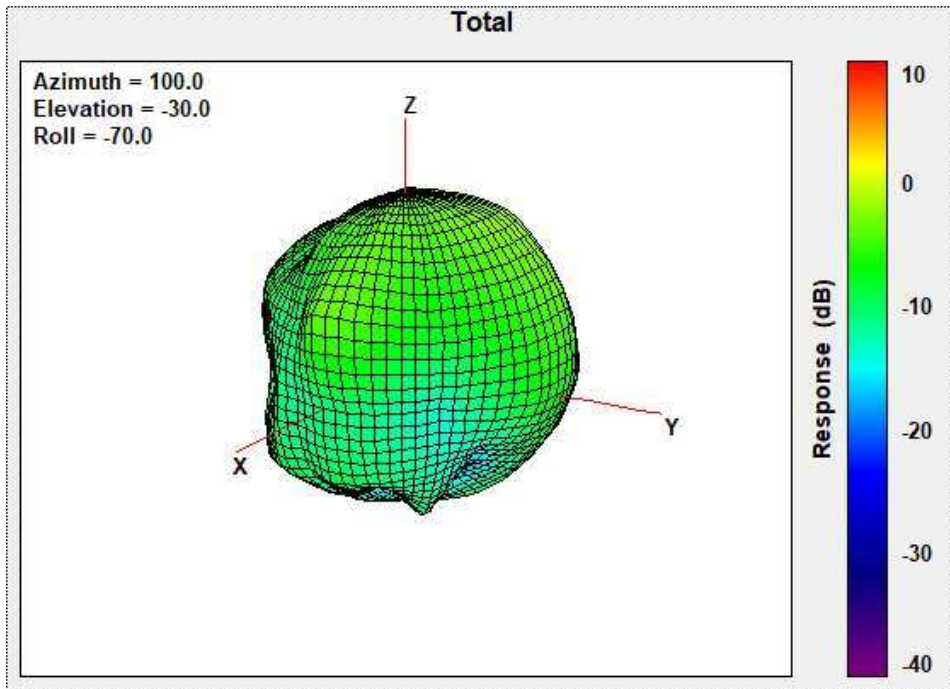 Total
Azimuth = 100.0
Elevation = -30.0
Roll = -70.0
Z
X
Y
Response (dB)
10
0
-10
-20
-30
-40